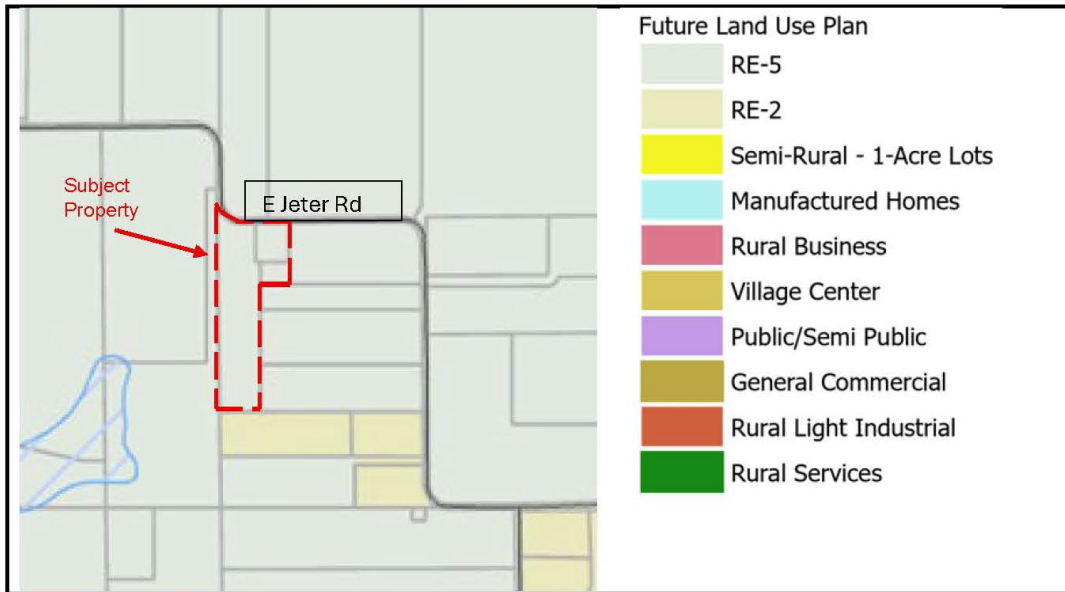 Future Land Use Plan
RE-5
RE-2
Semi-Rural - 1-Acre Lots
Manufactured Homes
Rural Business
Village Center
Public/Semi Public
General Commercial
Rural Light Industrial
Rural Services
Subject
Property
E Jeter Rd